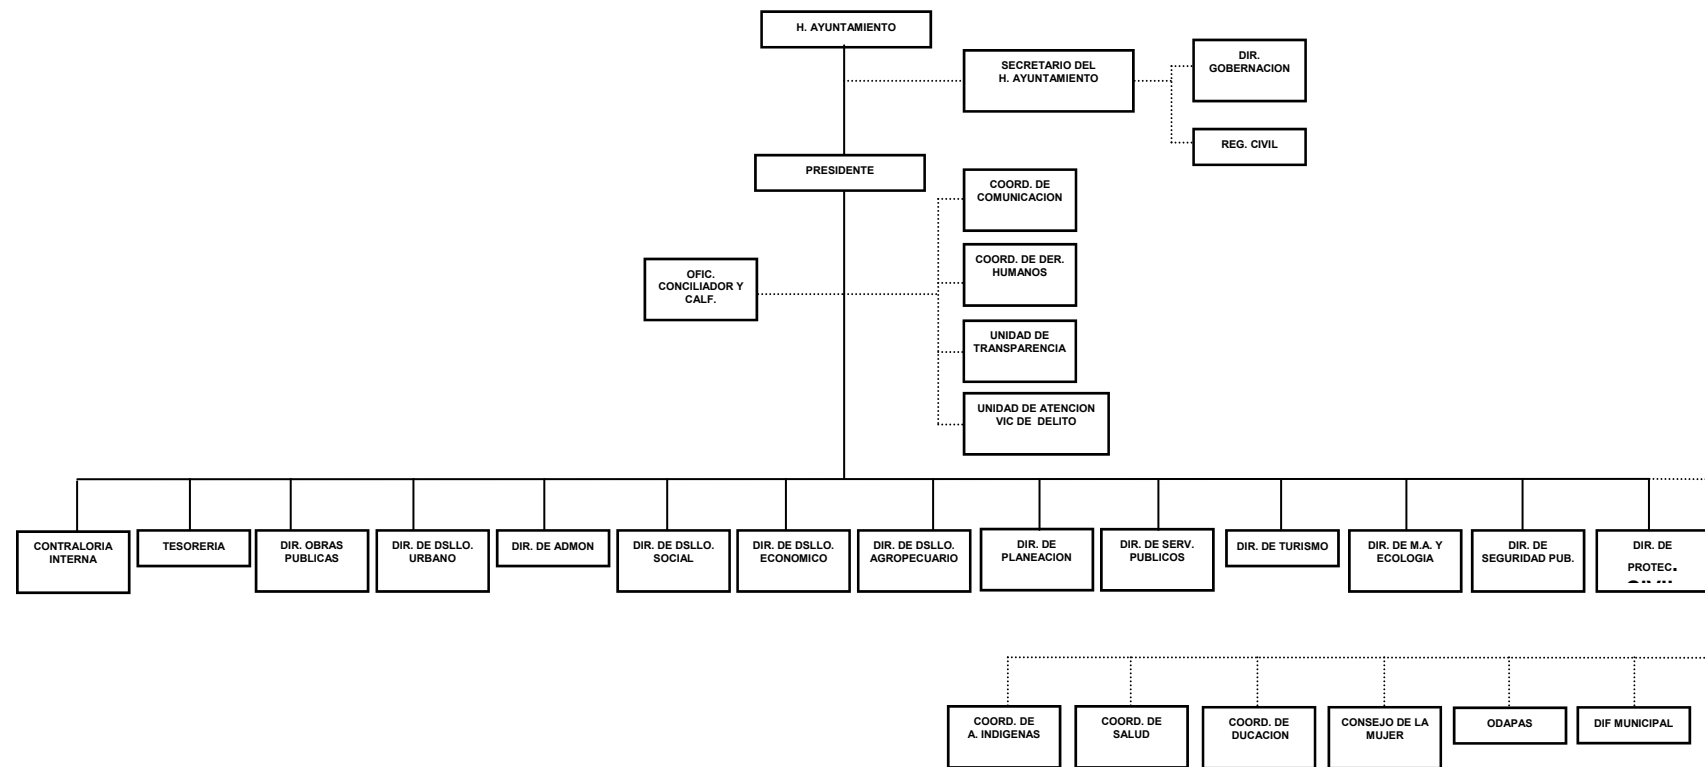 H. AYUNTAMIENTO
SECRETARIO DEL
H. AYUNTAMIENTO
DIR.
GOBERNACION
REG. CIVIL
PRESIDENTE
COORD. DE
COMUNICACION
COORD. DE DER.
HUMANOS
OFIC.
CONCILIADOR Y
CALF.
UNIDAD DE
TRANSPARENCIA
UNIDAD DE ATENCION
VIC DE DELITO
CONTRALORIA
INTERNA
TESORERIA
DIR. OBRAS
PUBLICAS
DIR. DE DSLLO.
URBANO
DIR. DE ADMON
DIR. DE DSLLO.
SOCIAL
DIR. DE DSLLO.
ECONOMICO
DIR. DE DSLLO.
AGROPECUARIO
DIR. DE
PLANEACION
DIR. DE SERV.
PUBLICOS
DIR. DE TURISMO
DIR. DE M.A. Y
ECOLOGIA
DIR. DE
SEGURIDAD PUB.
DIR. DE
PROTEC.
COORD. DE
A. INDIGENAS
COORD. DE
SALUD
COORD. DE
DUCACION
CONSEJO DE LA
MUJER
ODAPAS
DIF MUNICIPAL